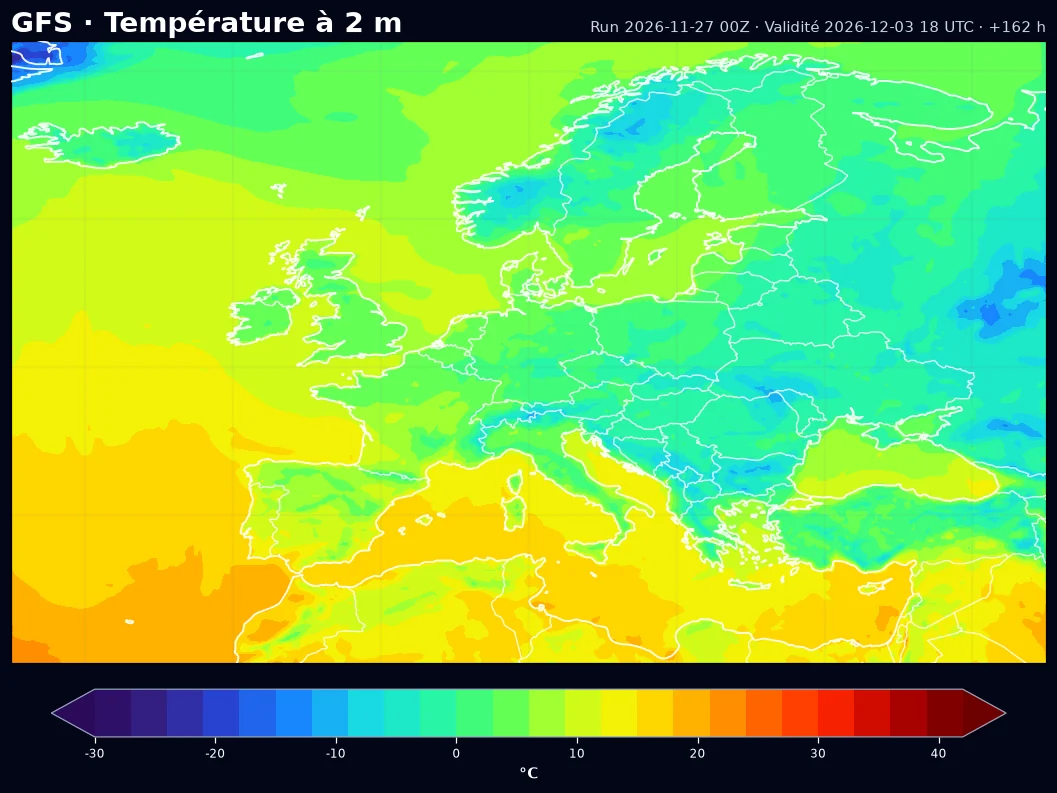 GFS · Température à 2 m
Run 2026-11-27 00Z · Validité 2026-12-03 18 UTC · +162 h
-30 -20 -10 0 10 20 30 40
°C